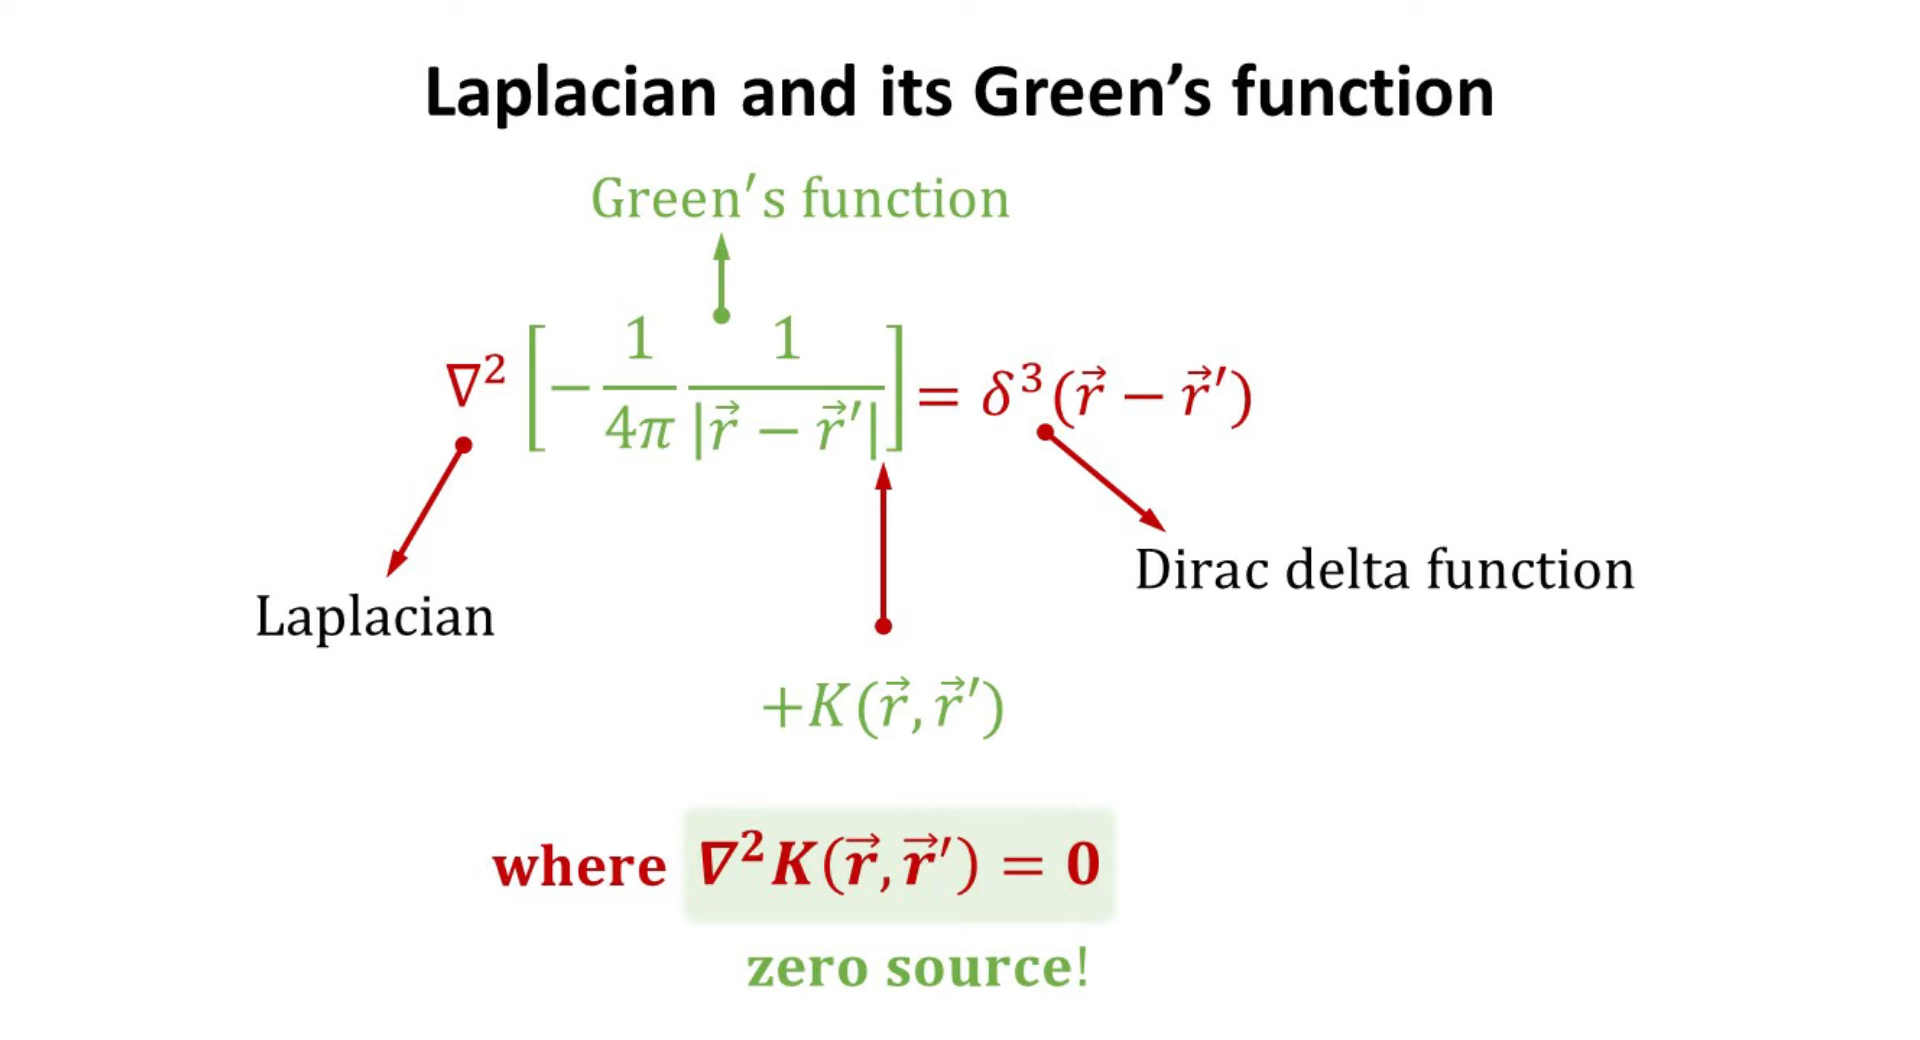 Laplacian and its Green’s function
Green′s function
∇² [− 1/4π 1/|r⃗ − r⃗′|] = δ³(r⃗ − r⃗′)
Dirac delta function
Laplacian
+K(r⃗, r⃗′)
where ∇²K(r⃗, r⃗′) = 0
zero source!